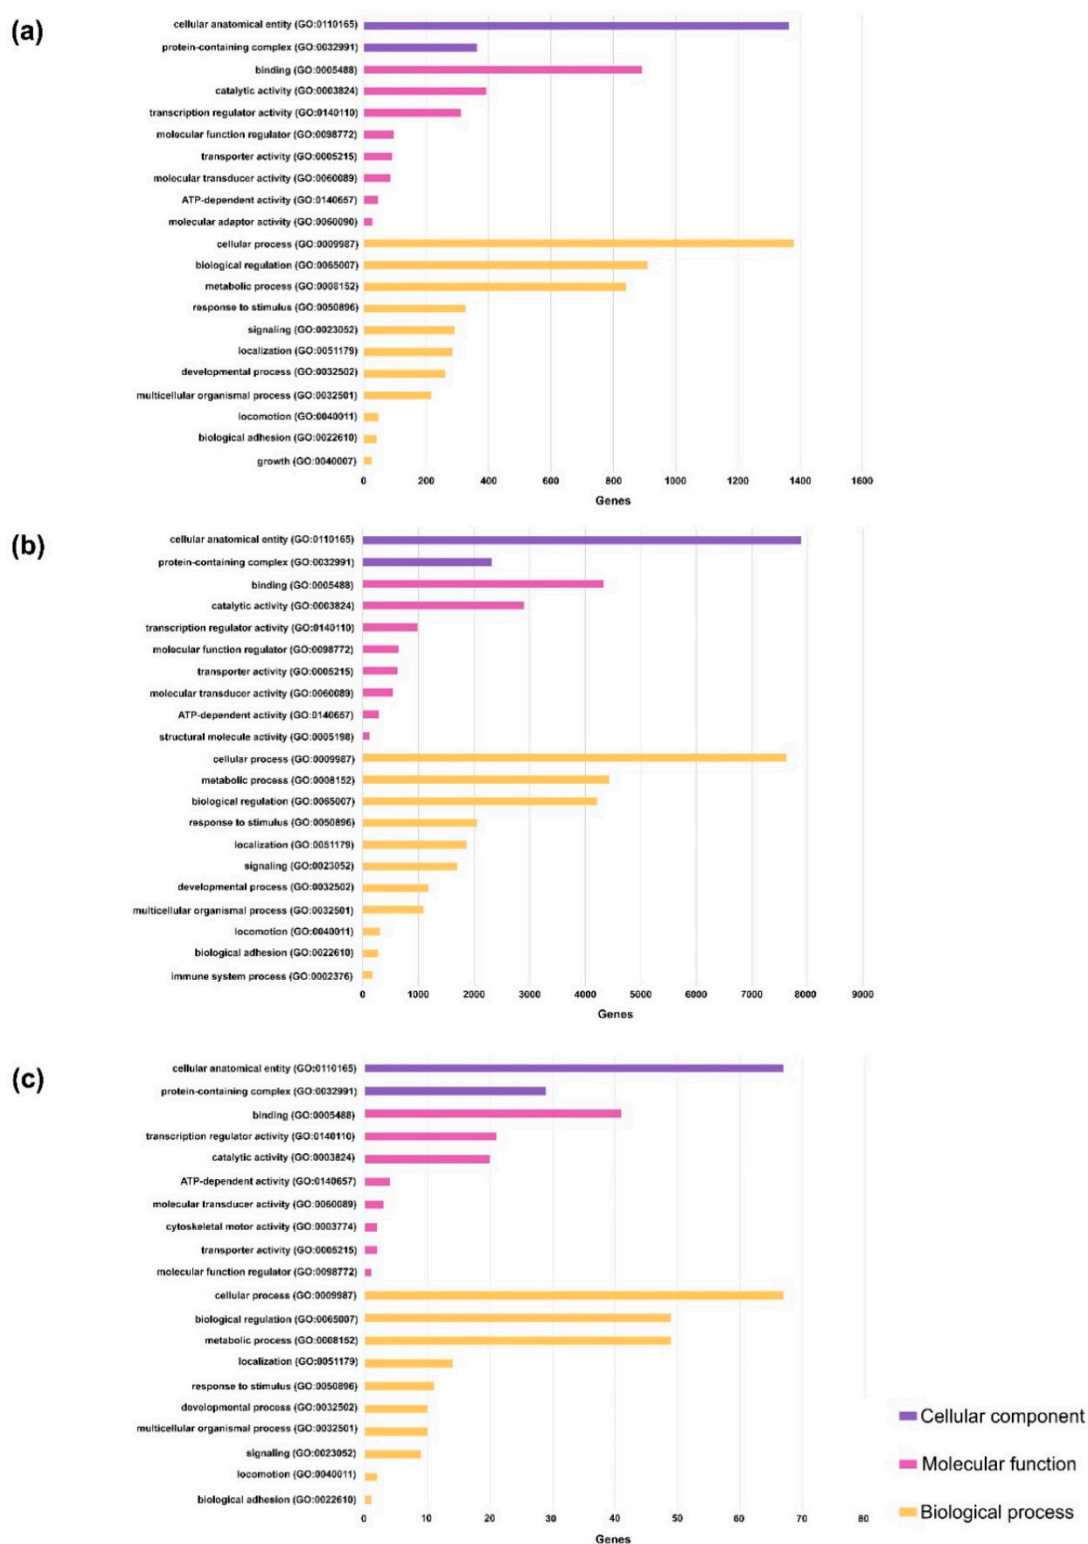 (a)
cellular anatomical entity (GO:0110165)
protein-containing complex (GO:0032991)
binding (GO:0005488)
catalytic activity (GO:0003824)
transcription regulator activity (GO:0140110)
molecular function regulator (GO:0098772)
transporter activity (GO:0005215)
molecular transducer activity (GO:0060089)
ATP-dependent activity (GO:0140657)
molecular adaptor activity (GO:0060090)
cellular process (GO:0009987)
biological regulation (GO:0065007)
metabolic process (GO:0008152)
response to stimulus (GO:0050896)
signaling (GO:0023052)
localization (GO:0051179)
developmental process (GO:0032502)
multicellular organismal process (GO:0032501)
locomotion (GO:0040011)
biological adhesion (GO:0022610)
growth (GO:0040007)
0 200 400 600 800 1000 1200 1400 1600
Genes
(b)
cellular anatomical entity (GO:0110165)
protein-containing complex (GO:0032991)
binding (GO:0005488)
catalytic activity (GO:0003824)
transcription regulator activity (GO:0140110)
molecular function regulator (GO:0098772)
transporter activity (GO:0005215)
molecular transducer activity (GO:0060089)
ATP-dependent activity (GO:0140657)
structural molecule activity (GO:0005198)
cellular process (GO:0009987)
metabolic process (GO:0008152)
biological regulation (GO:0065007)
response to stimulus (GO:0050896)
localization (GO:0051179)
signaling (GO:0023052)
developmental process (GO:0032502)
multicellular organismal process (GO:0032501)
locomotion (GO:0040011)
biological adhesion (GO:0022610)
immune system process (GO:0002376)
0 1000 2000 3000 4000 5000 6000 7000 8000 9000
Genes
(c)
cellular anatomical entity (GO:0110165)
protein-containing complex (GO:0032991)
binding (GO:0005488)
transcription regulator activity (GO:0140110)
catalytic activity (GO:0003824)
ATP-dependent activity (GO:0140657)
molecular transducer activity (GO:0060089)
cytoskeletal motor activity (GO:0003774)
transporter activity (GO:0005215)
molecular function regulator (GO:0098772)
cellular process (GO:0009987)
biological regulation (GO:0065007)
metabolic process (GO:0008152)
localization (GO:0051179)
response to stimulus (GO:0050896)
developmental process (GO:0032502)
multicellular organismal process (GO:0032501)
signaling (GO:0023052)
locomotion (GO:0040011)
biological adhesion (GO:0022610)
0 10 20 30 40 50 60 70 80
Genes
Cellular component
Molecular function
Biological process